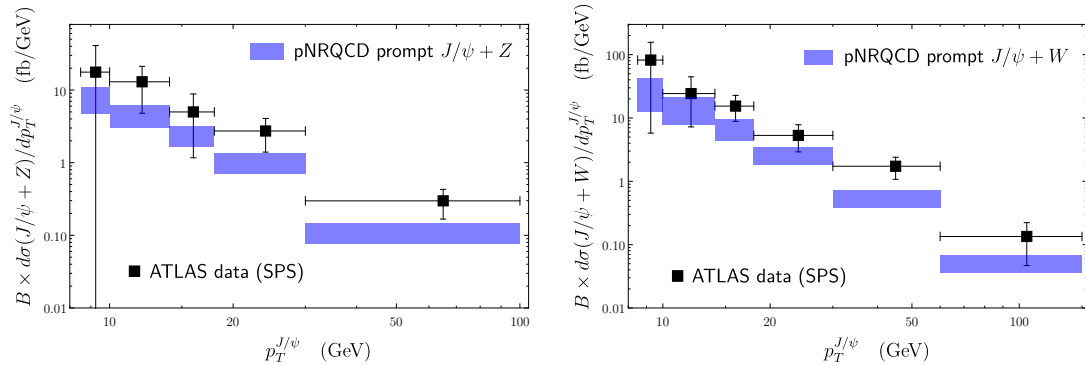 B × dσ(J/ψ + Z)/dp_T^{J/ψ} (fb/GeV)
10
1
0.10
0.01
pNRQCD prompt J/ψ + Z
ATLAS data (SPS)
10 20 50 100
p_T^{J/ψ} (GeV)
B × dσ(J/ψ + W)/dp_T^{J/ψ} (fb/GeV)
100
10
1
0.10
0.01
pNRQCD prompt J/ψ + W
ATLAS data (SPS)
10 20 50 100
p_T^{J/ψ} (GeV)